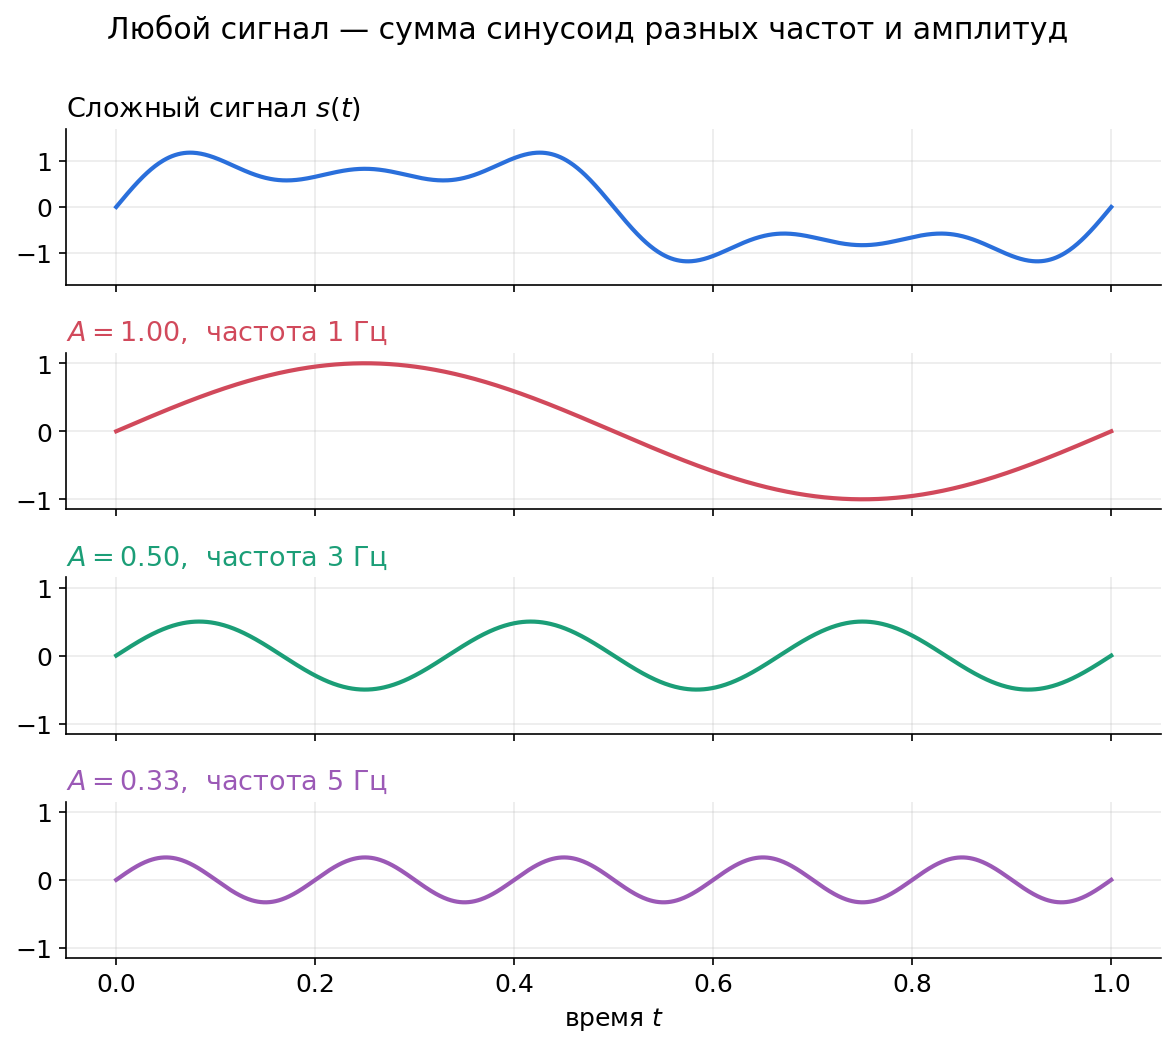 Любой сигнал — сумма синусоид разных частот и амплитуд
Сложный сигнал s(t)
1
0
−1
A = 1.00, частота 1 Гц
1
0
−1
A = 0.50, частота 3 Гц
1
0
−1
A = 0.33, частота 5 Гц
1
0
−1
0.0 0.2 0.4 0.6 0.8 1.0
время t